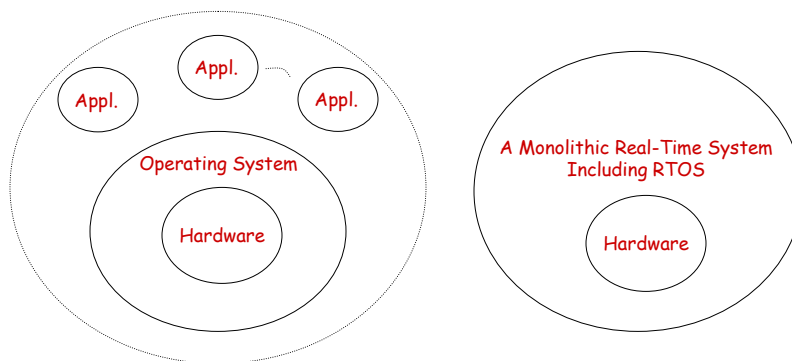 Appl.
Appl.
Appl.
Operating System
Hardware
A Monolithic Real-Time System
Including RTOS
Hardware